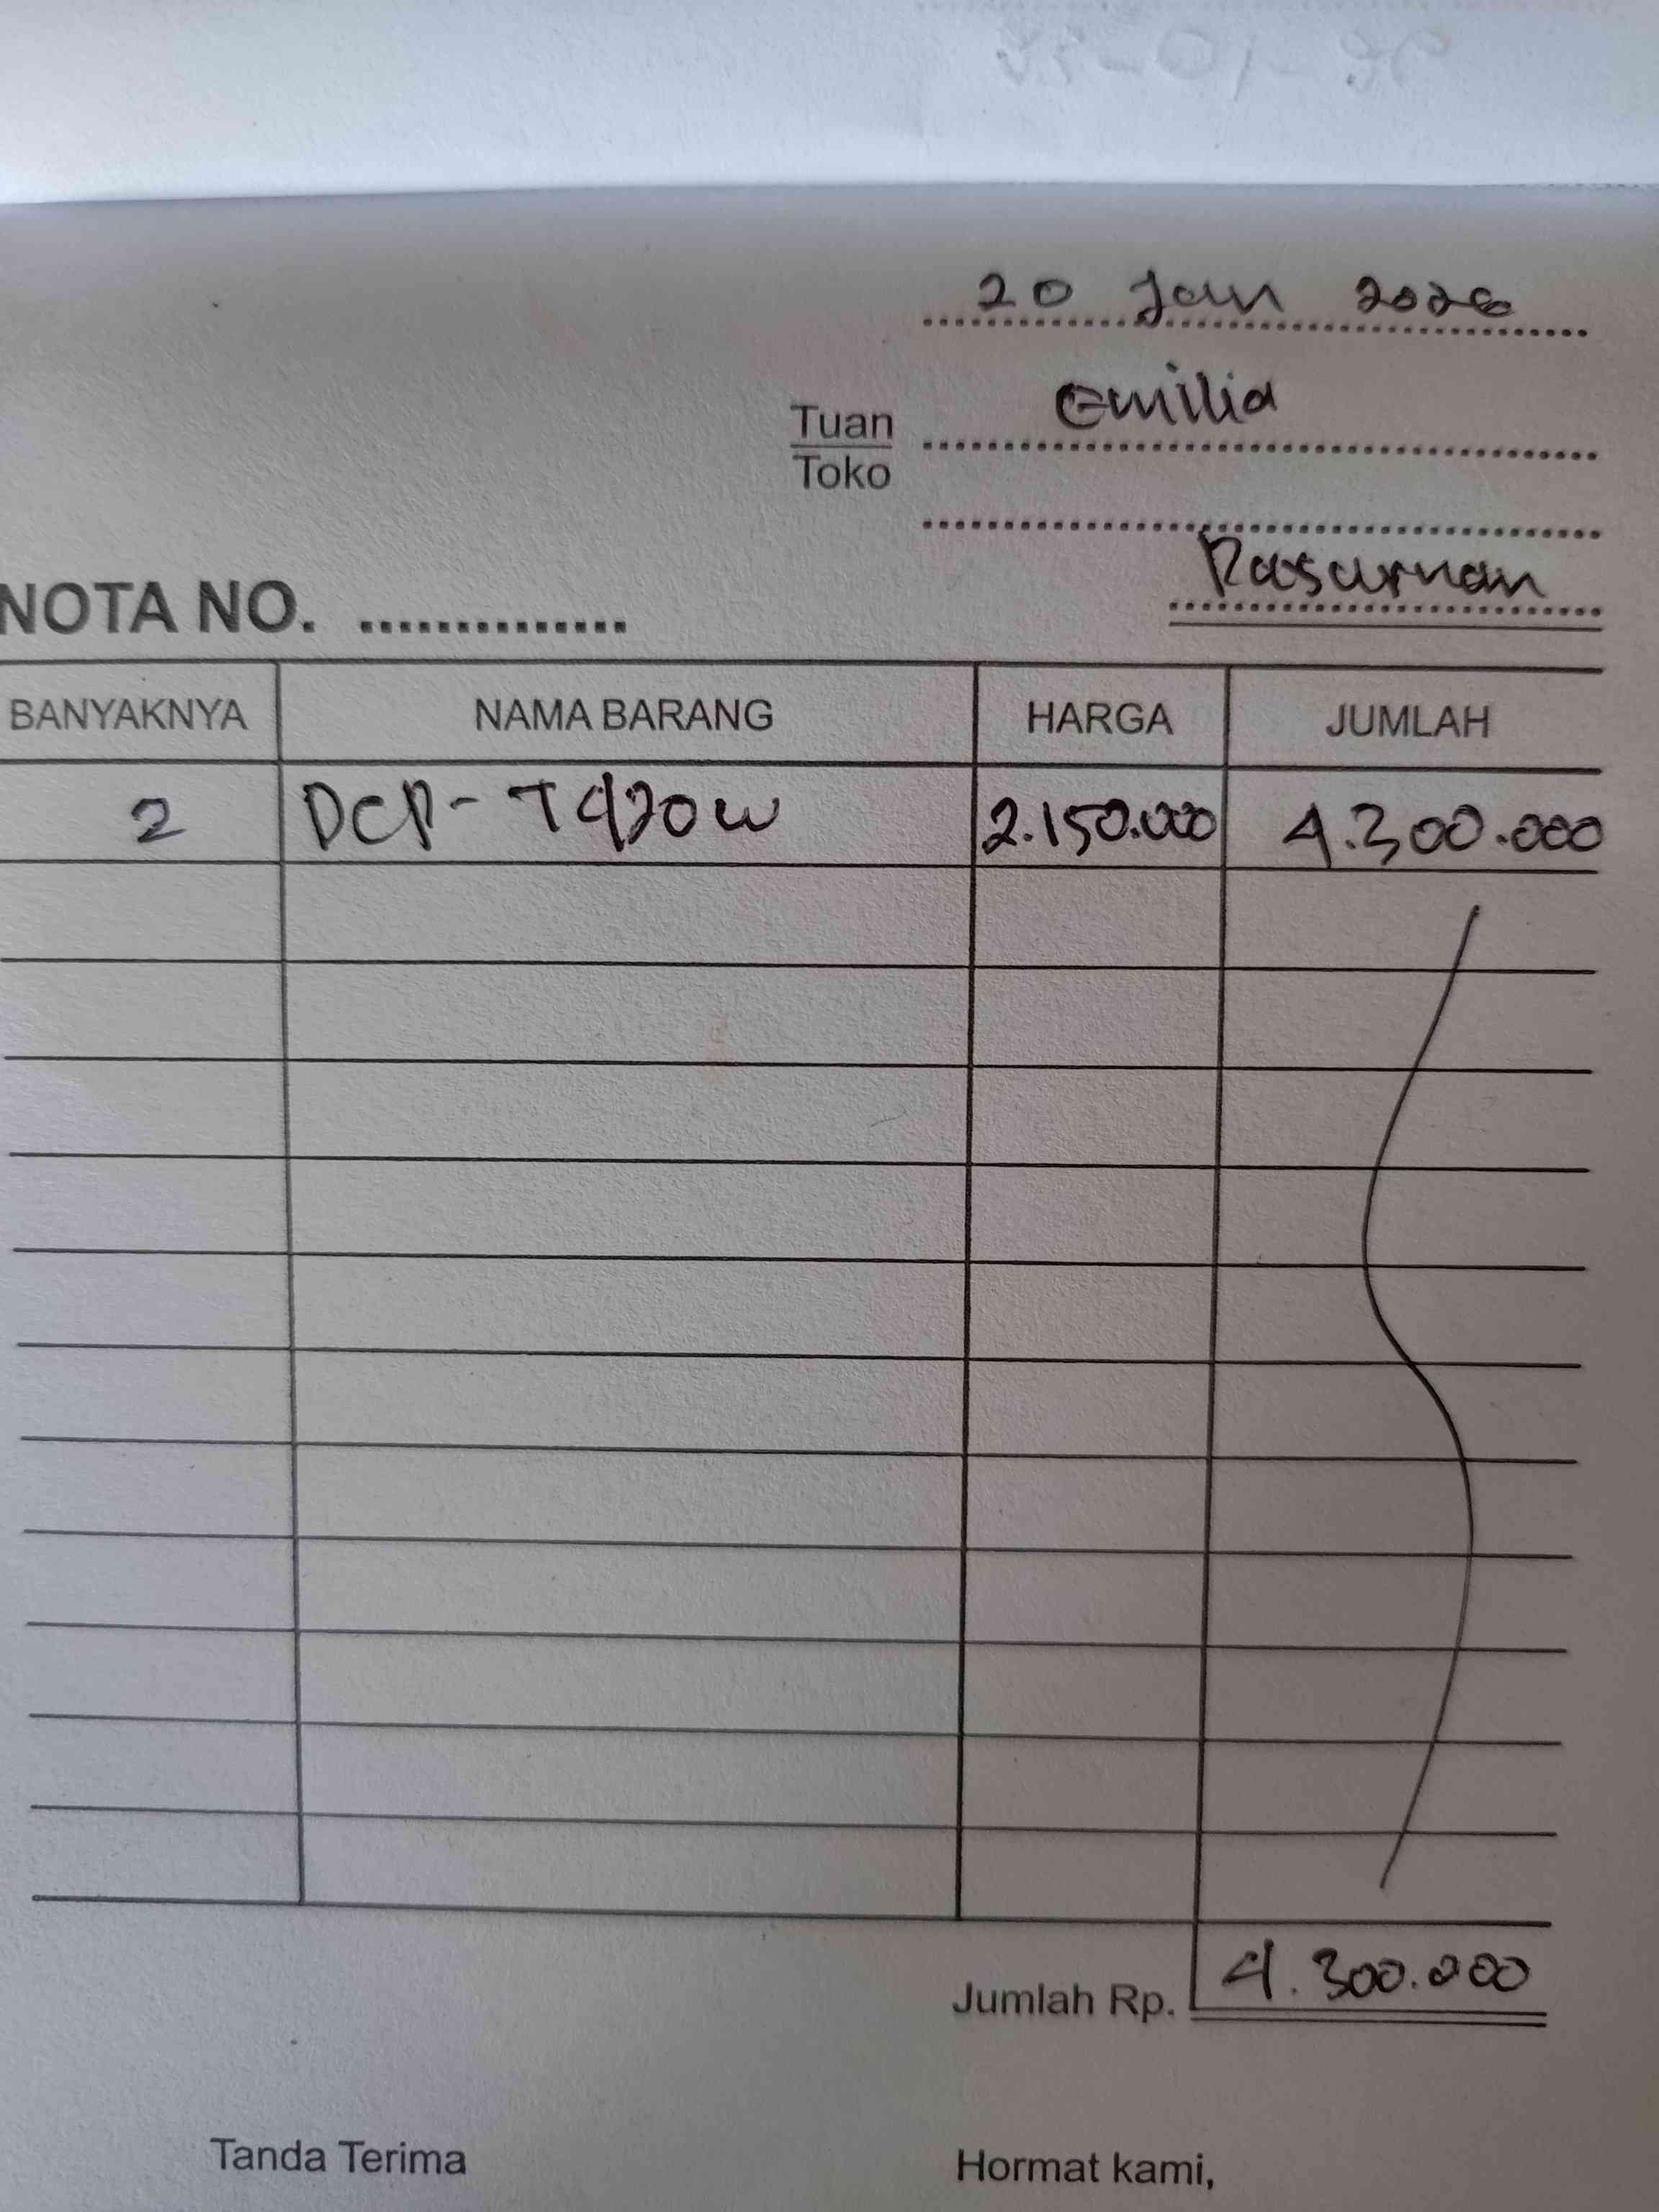 20 Jan 2026
Tuan
Toko
Emilia
Pasuruan
NOTA NO. ..............
BANYAKNYA NAMA BARANG HARGA JUMLAH
2 DCP-T420W 2.150.000 4.300.000
Jumlah Rp. 4.300.000
Tanda Terima Hormat kami,